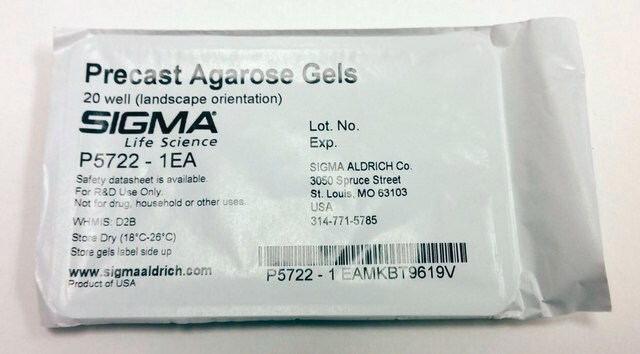 Precast Agarose Gels
20 well (landscape orientation)
SIGMA
Life Science
P5722 - 1EA
Safety datasheet is available.
For R&D Use Only.
Not for drug, household or other uses.
WHMIS: D2B
Store Dry (18°C-26°C)
Store gels label side up
www.sigmaaldrich.com
Product of USA
Lot. No.
Exp.
SIGMA ALDRICH Co.
3050 Spruce Street
St. Louis, MO 63103
USA
314-771-5785
P5722 - 1EAMKBT9619V